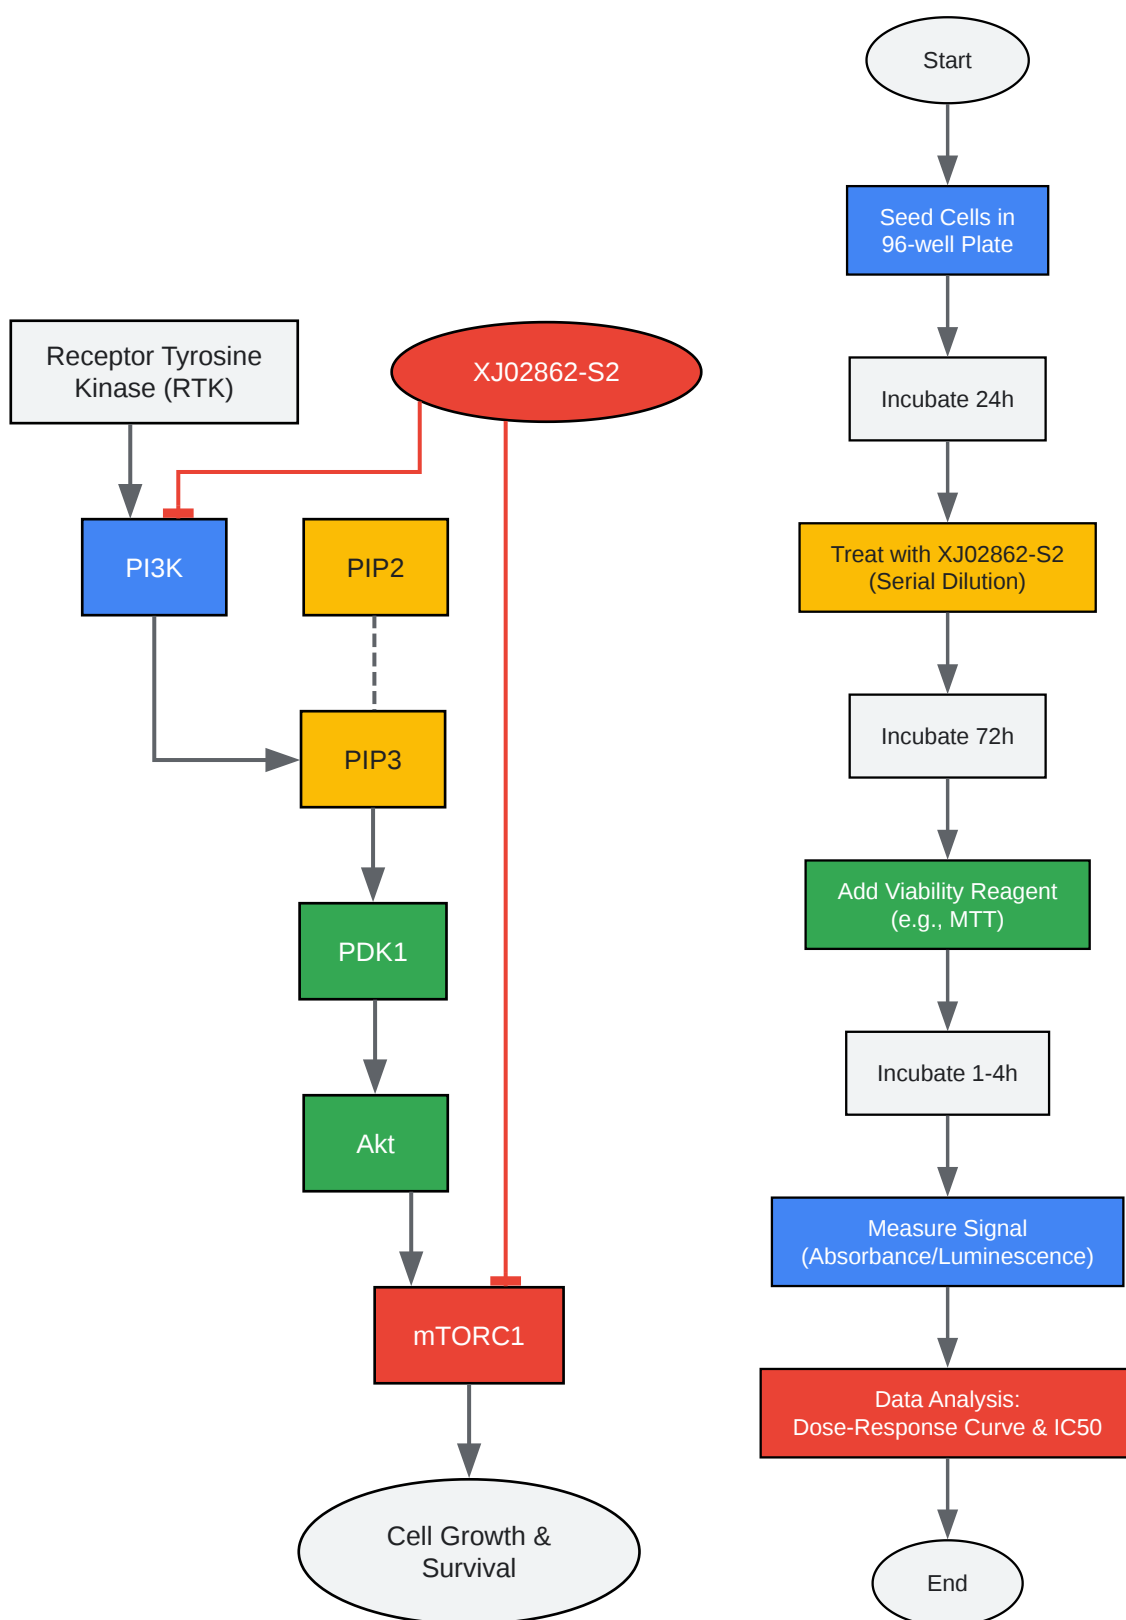 Receptor Tyrosine
Kinase (RTK)
XJ02862-S2
PI3K
PIP2
PIP3
PDK1
Akt
mTORC1
Cell Growth &
Survival
Start
Seed Cells in
96-well Plate
Incubate 24h
Treat with XJ02862-S2
(Serial Dilution)
Incubate 72h
Add Viability Reagent
(e.g., MTT)
Incubate 1-4h
Measure Signal
(Absorbance/Luminescence)
Data Analysis:
Dose-Response Curve & IC50
End